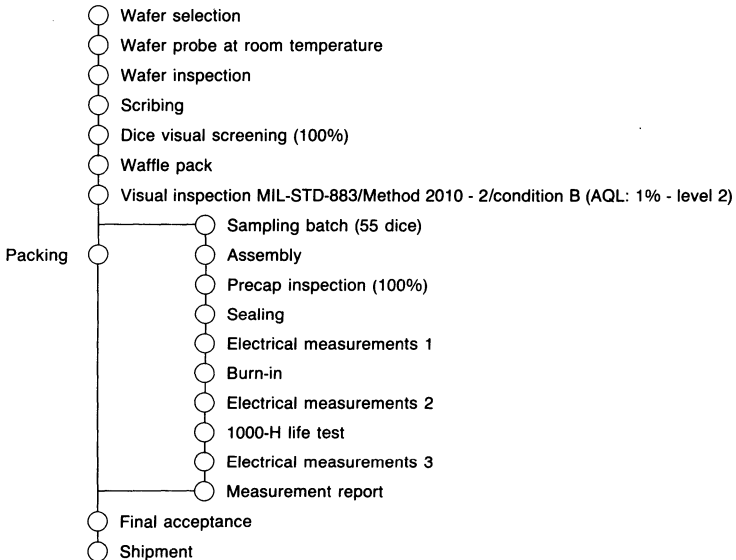 Wafer selection
Wafer probe at room temperature
Wafer inspection
Scribing
Dice visual screening (100%)
Waffle pack
Visual inspection MIL-STD-883/Method 2010 - 2/condition B (AQL: 1% - level 2)
Sampling batch (55 dice)
Packing
Assembly
Precap inspection (100%)
Sealing
Electrical measurements 1
Burn-in
Electrical measurements 2
1000-H life test
Electrical measurements 3
Measurement report
Final acceptance
Shipment